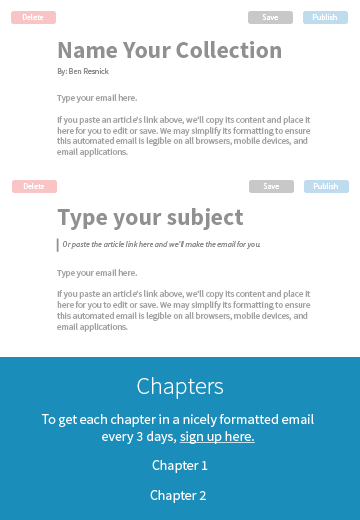 Delete Save Publish
Name Your Collection
By: Ben Resnick
Type your email here.
If you paste an article's link above, we'll copy its content and place it
here for you to edit or save. We may simplify its formatting to ensure
this automated email is legible on all browsers, mobile devices, and
email applications.
Delete Save Publish
Type your subject
Or paste the article link here and we'll make the email for you.
Type your email here.
If you paste an article's link above, we'll copy its content and place it
here for you to edit or save. We may simplify its formatting to ensure
this automated email is legible on all browsers, mobile devices, and
email applications.
Chapters
To get each chapter in a nicely formatted email
every 3 days, sign up here.
Chapter 1
Chapter 2